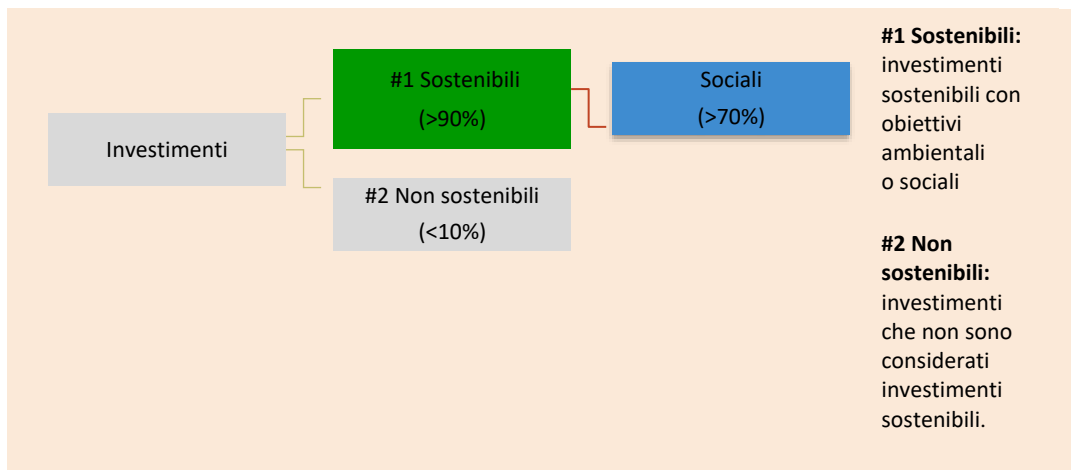 Investimenti
#1 Sostenibili
(>90%)
Sociali
(>70%)
#2 Non sostenibili
(<10%)
#1 Sostenibili:
investimenti
sostenibili con
obiettivi
ambientali
o sociali
#2 Non
sostenibili:
investimenti
che non sono
considerati
investimenti
sostenibili.